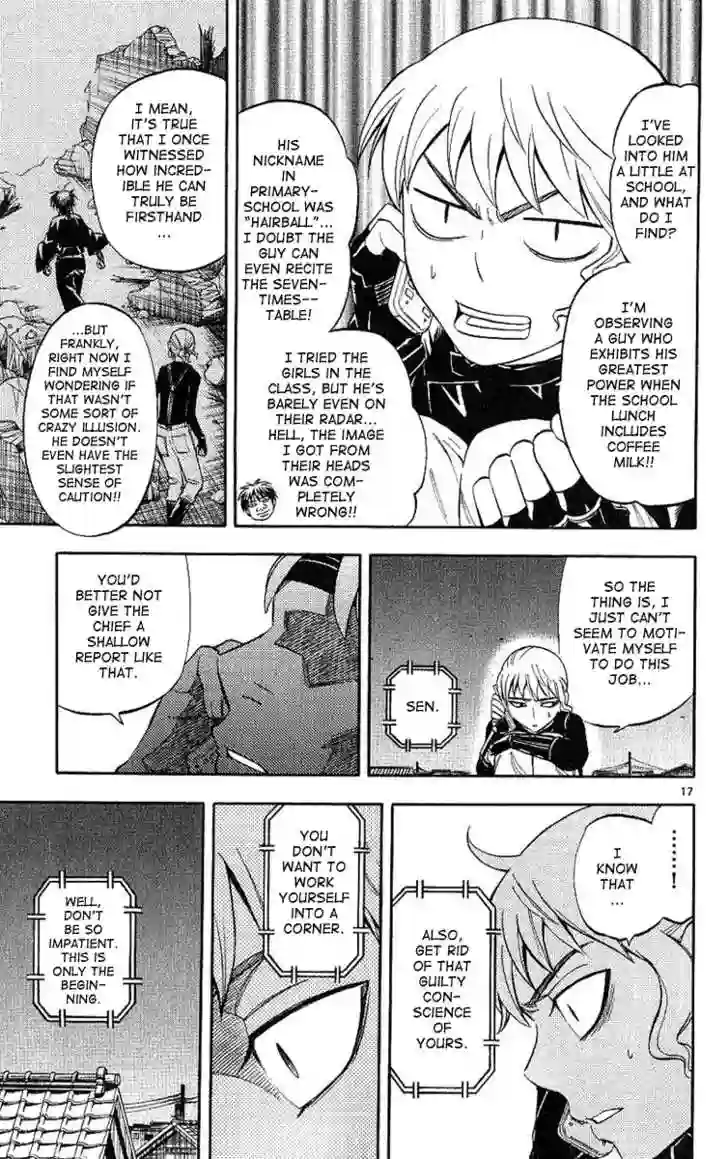 I'VE
LOOKED
INTO HIM
A LITTLE AT
SCHOOL,
AND WHAT
DO I
FIND?
I'M
OBSERVING
A GUY WHO
EXHIBITS HIS
GREATEST
POWER WHEN
THE SCHOOL
LUNCH
INCLUDES
COFFEE
MILK!!
HIS
NICKNAME
IN
PRIMARY-
SCHOOL WAS
"HAIRBALL"...
I DOUBT THE
GUY CAN
EVEN RECITE
THE SEVEN-
TIMES--
TABLE!
I TRIED THE
GIRLS IN THE
CLASS, BUT HE'S
BARELY EVEN ON
THEIR RADAR...
HELL, THE IMAGE
I GOT FROM
THEIR HEADS
WAS COM-
PLETELY
WRONG!!
I MEAN,
IT'S TRUE
THAT I ONCE
WITNESSED
HOW INCRED-
IBLE HE CAN
TRULY BE
FIRSTHAND
...
...BUT
FRANKLY,
RIGHT NOW I
FIND MYSELF
WONDERING IF
THAT WASN'T
SOME SORT OF
CRAZY ILLUSION.
HE DOESN'T
EVEN HAVE THE
SLIGHTEST
SENSE OF
CAUTION!!
SO THE
THING IS, I
JUST CAN'T
SEEM TO MOTI-
VATE MYSELF
TO DO THIS
JOB...
SEN.
YOU'D
BETTER NOT
GIVE THE
CHIEF A
SHALLOW
REPORT LIKE
THAT.
17
......!
I
KNOW
THAT
...
ALSO,
GET RID
OF THAT
GUILTY
CON-
SCIENCE
OF
YOURS.
YOU
DON'T
WANT TO
WORK
YOURSELF
INTO A
CORNER.
WELL,
DON'T
BE SO
IMPATIENT.
THIS IS
ONLY THE
BEGIN-
NING.